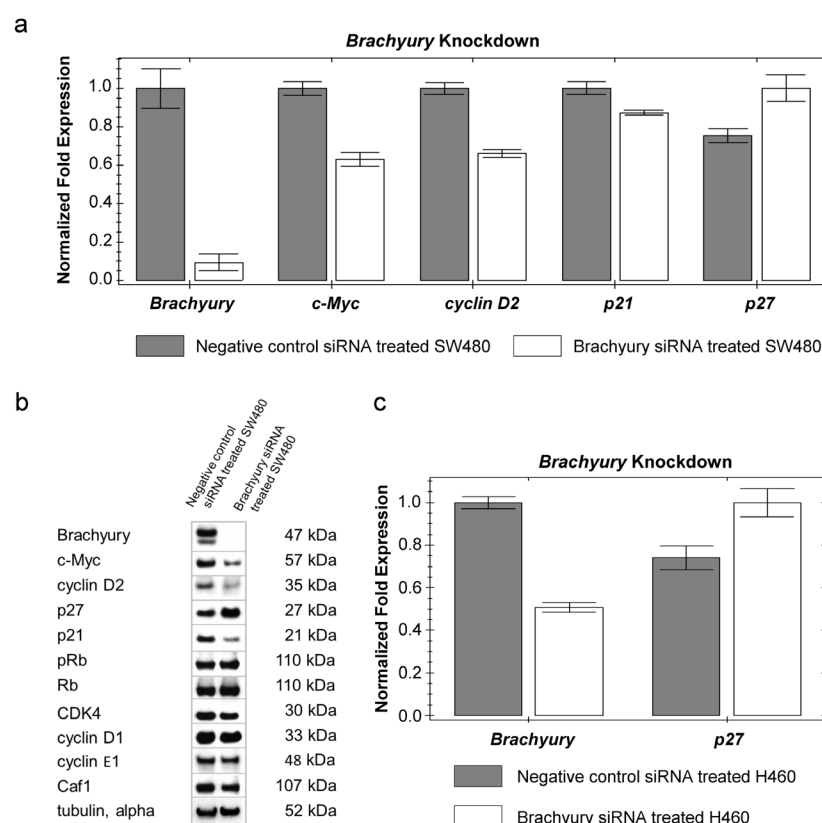 a
Brachyury Knockdown
Normalized Fold Expression
1.0
0.8
0.6
0.4
0.2
0.0
Brachyury c-Myc cyclin D2 p21 p27
Negative control siRNA treated SW480 Brachyury siRNA treated SW480
b
Negative control
siRNA treated SW480
Brachyury siRNA
treated SW480
Brachyury 47 kDa
c-Myc 57 kDa
cyclin D2 35 kDa
p27 27 kDa
p21 21 kDa
pRb 110 kDa
Rb 110 kDa
CDK4 30 kDa
cyclin D1 33 kDa
cyclin E1 48 kDa
Caf1 107 kDa
tubulin, alpha 52 kDa
c
Brachyury Knockdown
Normalized Fold Expression
1.0
0.8
0.6
0.4
0.2
0.0
Brachyury p27
Negative control siRNA treated H460
Brachyury siRNA treated H460